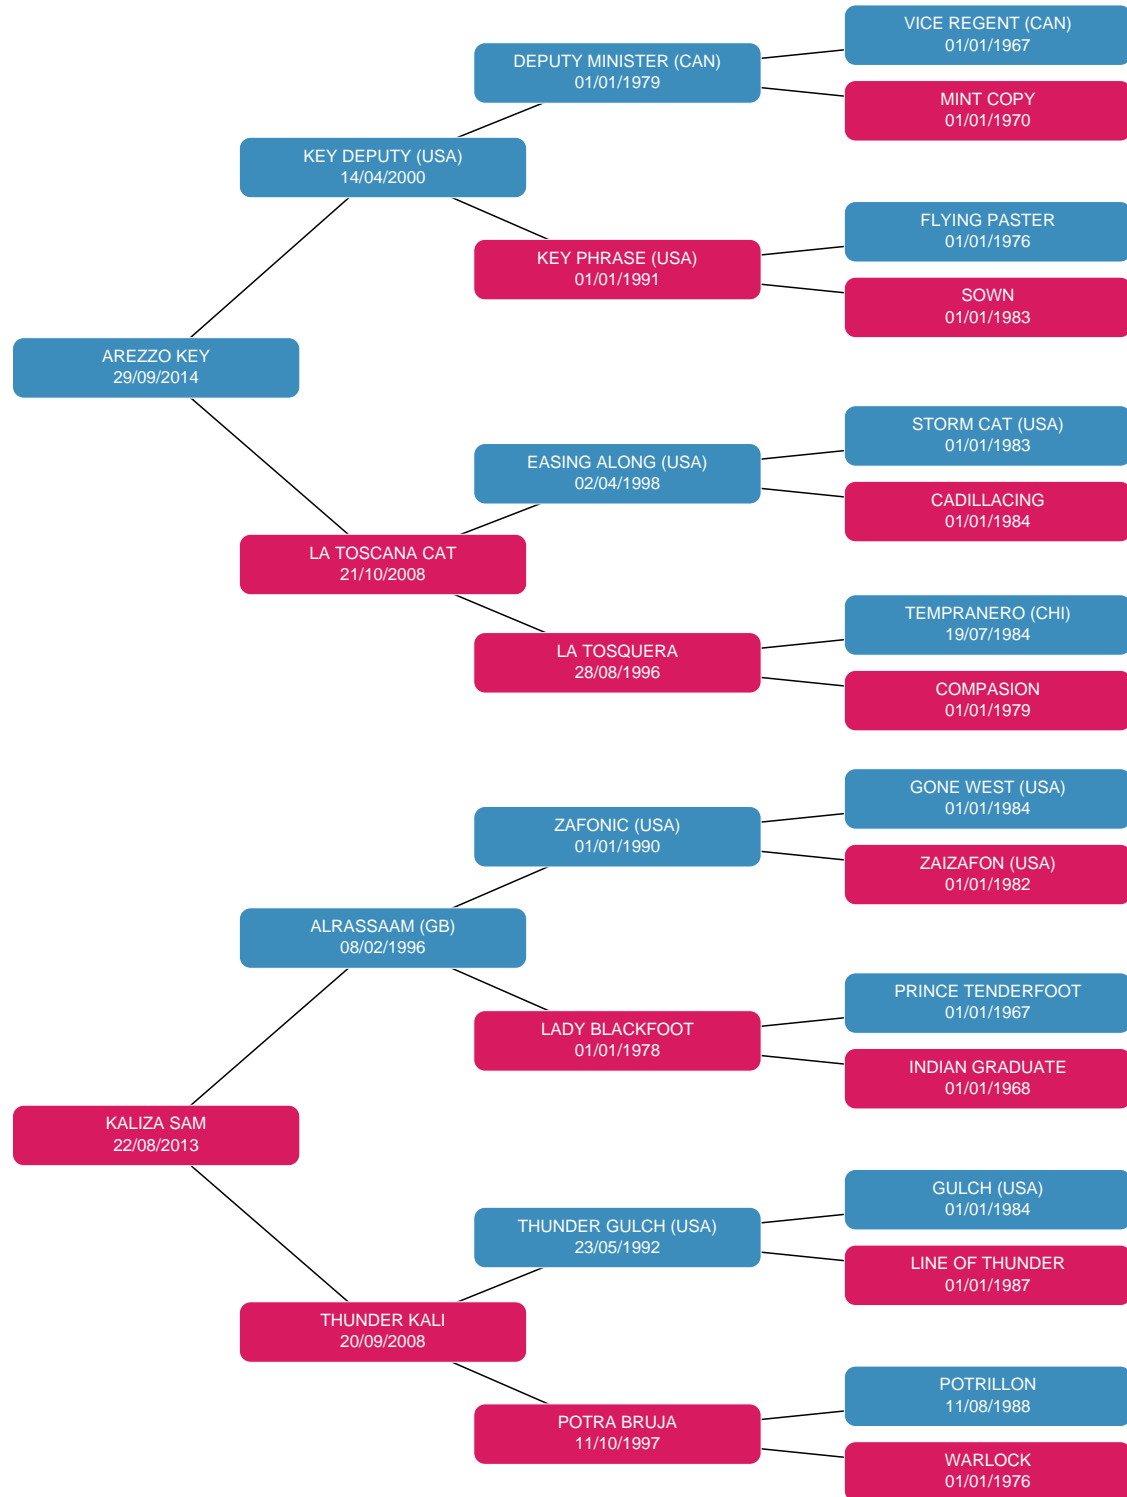 VICE REGENT (CAN)
01/01/1967
DEPUTY MINISTER (CAN)
01/01/1979
MINT COPY
01/01/1970
KEY DEPUTY (USA)
14/04/2000
FLYING PASTER
01/01/1976
KEY PHRASE (USA)
01/01/1991
SOWN
01/01/1983
AREZZO KEY
29/09/2014
STORM CAT (USA)
01/01/1983
EASING ALONG (USA)
02/04/1998
CADILLACING
01/01/1984
LA TOSCANA CAT
21/10/2008
TEMPRANERO (CHI)
19/07/1984
LA TOSQUERA
28/08/1996
COMPASION
01/01/1979
GONE WEST (USA)
01/01/1984
ZAFONIC (USA)
01/01/1990
ZAIZAFON (USA)
01/01/1982
ALRASSAAM (GB)
08/02/1996
PRINCE TENDERFOOT
01/01/1967
LADY BLACKFOOT
01/01/1978
INDIAN GRADUATE
01/01/1968
KALIZA SAM
22/08/2013
GULCH (USA)
01/01/1984
THUNDER GULCH (USA)
23/05/1992
LINE OF THUNDER
01/01/1987
THUNDER KALI
20/09/2008
POTRILLON
11/08/1988
POTRA BRUJA
11/10/1997
WARLOCK
01/01/1976